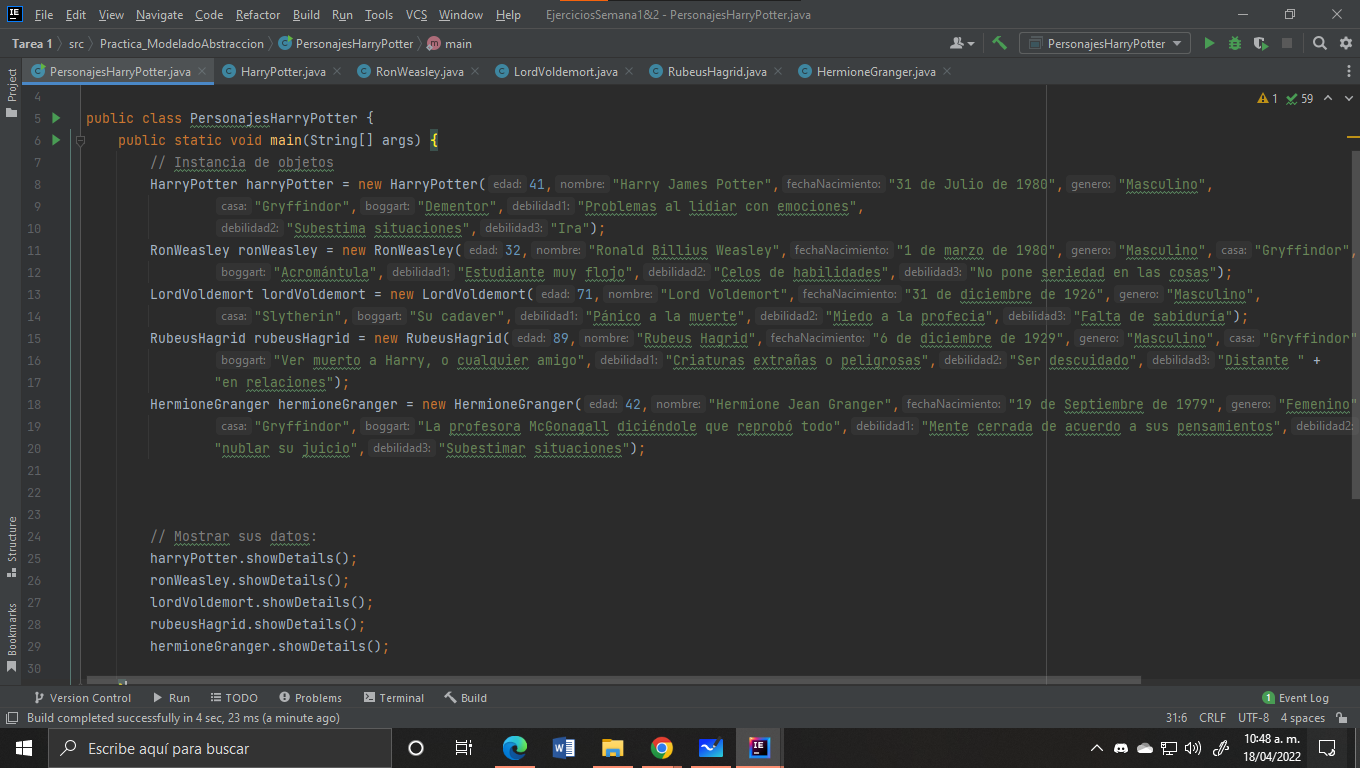 File Edit View Navigate Code Refactor Build Run Tools VCS Window Help EjerciciosSemana1&2 - PersonajesHarryPotter.java
Tarea 1 src Practica_ModeladoAbstraccion PersonajesHarryPotter main PersonajesHarryPotter
PersonajesHarryPotter.java HarryPotter.java RonWeasley.java LordVoldemort.java RubeusHagrid.java HermioneGranger.java
Project
1 59
4
5 public class PersonajesHarryPotter {
6 public static void main(String[] args) {
7 // Instancia de objetos
8 HarryPotter harryPotter = new HarryPotter( edad: 41, nombre: "Harry James Potter", fechaNacimiento: "31 de Julio de 1980", genero: "Masculino",
9 casa: "Gryffindor", boggart: "Dementor", debilidad1: "Problemas al lidiar con emociones",
10 debilidad2: "Subestima situaciones", debilidad3: "Ira");
11 RonWeasley ronWeasley = new RonWeasley( edad: 32, nombre: "Ronald Billius Weasley", fechaNacimiento: "1 de marzo de 1980", genero: "Masculino", casa: "Gryffindor",
12 boggart: "Acromántula", debilidad1: "Estudiante muy flojo", debilidad2: "Celos de habilidades", debilidad3: "No pone seriedad en las cosas");
13 LordVoldemort lordVoldemort = new LordVoldemort( edad: 71, nombre: "Lord Voldemort", fechaNacimiento: "31 de diciembre de 1926", genero: "Masculino",
14 casa: "Slytherin", boggart: "Su cadaver", debilidad1: "Pánico a la muerte", debilidad2: "Miedo a la profecia", debilidad3: "Falta de sabiduria");
15 RubeusHagrid rubeusHagrid = new RubeusHagrid( edad: 89, nombre: "Rubeus Hagrid", fechaNacimiento: "6 de diciembre de 1929", genero: "Masculino", casa: "Gryffindor"
16 boggart: "Ver muerto a Harry, o cualquier amigo", debilidad1: "Criaturas extrañas o peligrosas", debilidad2: "Ser descuidado", debilidad3: "Distante " +
17 "en relaciones");
18 HermioneGranger hermioneGranger = new HermioneGranger( edad: 42, nombre: "Hermione Jean Granger", fechaNacimiento: "19 de Septiembre de 1979", genero: "Femenino"
19 casa: "Gryffindor", boggart: "La profesora McGonagall diciéndole que reprobó todo", debilidad1: "Mente cerrada de acuerdo a sus pensamientos", debilidad2:
20 "nublar su juicio", debilidad3: "Subestimar situaciones");
21
22
23
24 // Mostrar sus datos:
25 harryPotter.showDetails();
26 ronWeasley.showDetails();
27 lordVoldemort.showDetails();
28 rubeusHagrid.showDetails();
29 hermioneGranger.showDetails();
30
Structure
Bookmarks
Version Control Run TODO Problems Terminal Build 1 Event Log
Build completed successfully in 4 sec, 23 ms (a minute ago) 31:6 CRLF UTF-8 4 spaces
Escribe aquí para buscar
10:48 a. m.
18/04/2022